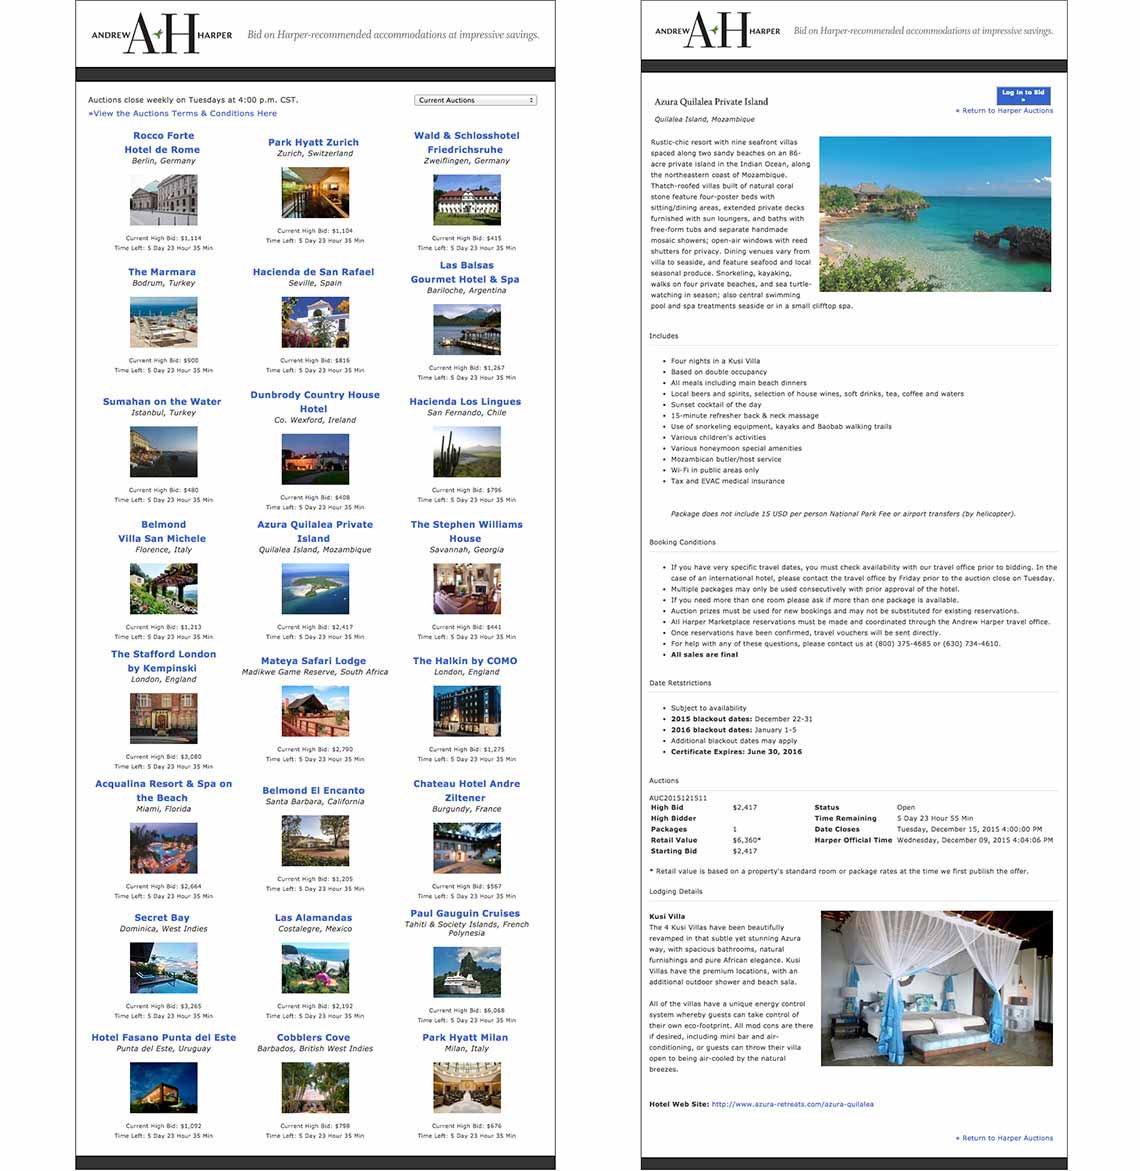 ANDREW AH HARPER Bid on Harper-recommended accommodations at impressive savings.
Auctions close weekly on Tuesdays at 4:00 p.m. CST.
Current Auctions
»View the Auctions Terms & Conditions Here
Rocco Forte
Hotel de Rome
Berlin, Germany
Current High Bid: $1,114
Time Left: 5 Day 23 Hour 35 Min
Park Hyatt Zurich
Zurich, Switzerland
Current High Bid: $1,104
Time Left: 5 Day 23 Hour 35 Min
Wald & Schlosshotel
Friedrichsruhe
Zweiflingen, Germany
Current High Bid: $415
Time Left: 5 Day 23 Hour 35 Min
The Marmara
Bodrum, Turkey
Current High Bid: $900
Time Left: 5 Day 23 Hour 35 Min
Hacienda de San Rafael
Seville, Spain
Current High Bid: $816
Time Left: 5 Day 23 Hour 35 Min
Las Balsas
Gourmet Hotel & Spa
Bariloche, Argentina
Current High Bid: $1,267
Time Left: 5 Day 23 Hour 35 Min
Sumahan on the Water
Istanbul, Turkey
Current High Bid: $480
Time Left: 5 Day 23 Hour 35 Min
Dunbrody Country House
Hotel
Co. Wexford, Ireland
Current High Bid: $408
Time Left: 5 Day 23 Hour 35 Min
Hacienda Los Lingues
San Fernando, Chile
Current High Bid: $796
Time Left: 5 Day 23 Hour 35 Min
Belmond
Villa San Michele
Florence, Italy
Current High Bid: $1,213
Time Left: 5 Day 23 Hour 35 Min
Azura Quilalea Private
Island
Quilalea Island, Mozambique
Current High Bid: $2,417
Time Left: 5 Day 23 Hour 35 Min
The Stephen Williams
House
Savannah, Georgia
Current High Bid: $441
Time Left: 5 Day 23 Hour 35 Min
The Stafford London
by Kempinski
London, England
Current High Bid: $3,080
Time Left: 5 Day 23 Hour 35 Min
Mateya Safari Lodge
Madikwe Game Reserve, South Africa
Current High Bid: $2,790
Time Left: 5 Day 23 Hour 35 Min
The Halkin by COMO
London, England
Current High Bid: $1,275
Time Left: 5 Day 23 Hour 35 Min
Acqualina Resort & Spa on
the Beach
Miami, Florida
Current High Bid: $2,664
Time Left: 5 Day 23 Hour 35 Min
Belmond El Encanto
Santa Barbara, California
Current High Bid: $1,205
Time Left: 5 Day 23 Hour 35 Min
Chateau Hotel Andre
Ziltener
Burgundy, France
Current High Bid: $567
Time Left: 5 Day 23 Hour 35 Min
Secret Bay
Dominica, West Indies
Current High Bid: $3,265
Time Left: 5 Day 23 Hour 35 Min
Las Alamandas
Costalegre, Mexico
Current High Bid: $2,192
Time Left: 5 Day 23 Hour 35 Min
Paul Gauguin Cruises
Tahiti & Society Islands, French
Polynesia
Current High Bid: $6,068
Time Left: 5 Day 23 Hour 35 Min
Hotel Fasano Punta del Este
Punta del Este, Uruguay
Current High Bid: $1,092
Time Left: 5 Day 23 Hour 35 Min
Cobblers Cove
Barbados, British West Indies
Current High Bid: $798
Time Left: 5 Day 23 Hour 35 Min
Park Hyatt Milan
Milan, Italy
Current High Bid: $676
Time Left: 5 Day 23 Hour 35 Min
ANDREW AH HARPER Bid on Harper-recommended accommodations at impressive savings.
Log in to Bid
»
« Return to Harper Auctions
Azura Quilalea Private Island
Quilalea Island, Mozambique
Rustic-chic resort with nine seafront villas
spaced along two sandy beaches on an 86-
acre private island in the Indian Ocean, along
the northeastern coast of Mozambique.
Thatch-roofed villas built of natural coral
stone feature four-poster beds with
sitting/dining areas, extended private decks
furnished with sun loungers, and baths with
free-form tubs and separate handmade
mosaic showers; open-air windows with reed
shutters for privacy. Dining venues vary from
villa to seaside, and feature seafood and local
seasonal produce. Snorkeling, kayaking,
walks on four private beaches, and sea turtle-
watching in season; also central swimming
pool and spa treatments seaside or in a small clifftop spa.
Includes
• Four nights in a Kusi Villa
• Based on double occupancy
• All meals including main beach dinners
• Local beers and spirits, selection of house wines, soft drinks, tea, coffee and waters
• Sunset cocktail of the day
• 15-minute refresher back & neck massage
• Use of snorkeling equipment, kayaks and Baobab walking trails
• Various children's activities
• Various honeymoon special amenities
• Mozambican butler/host service
• Wi-Fi in public areas only
• Tax and EVAC medical insurance
Package does not include 15 USD per person National Park Fee or airport transfers (by helicopter).
Booking Conditions
• If you have very specific travel dates, you must check availability with our travel office prior to bidding. In the
case of an international hotel, please contact the travel office by Friday prior to the auction close on Tuesday.
• Multiple packages may only be used consecutively with prior approval of the hotel.
• If you need more than one room please ask if more than one package is available.
• Auction prizes must be used for new bookings and may not be substituted for existing reservations.
• All Harper Marketplace reservations must be made and coordinated through the Andrew Harper travel office.
• Once reservations have been confirmed, travel vouchers will be sent directly.
• For help with any of these questions, please contact us at (800) 375-4685 or (630) 734-4610.
• All sales are final
Date Retstrictions
• Subject to availability
• 2015 blackout dates: December 22-31
• 2016 blackout dates: January 1-5
• Additional blackout dates may apply
• Certificate Expires: June 30, 2016
Auctions
AUC2015121511
High Bid $2,417 Status Open
High Bidder Time Remaining 5 Day 23 Hour 55 Min
Packages 1 Date Closes Tuesday, December 15, 2015 4:00:00 PM
Retail Value $6,360* Harper Official Time Wednesday, December 09, 2015 4:04:06 PM
Starting Bid $2,417
* Retail value is based on a property's standard room or package rates at the time we first publish the offer.
Lodging Details
Kusi Villa
The 4 Kusi Villas have been beautifully
revamped in that subtle yet stunning Azura
way, with spacious bathrooms, natural
furnishings and pure African elegance. Kusi
Villas have the premium locations, with an
additional outdoor shower and beach sala.
All of the villas have a unique energy control
system whereby guests can take control of
their own eco-footprint. All mod cons are there
if desired, including mini bar and air-
conditioning, or guests can throw their villa
open to being air-cooled by the natural
breezes.
Hotel Web Site: http://www.azura-retreats.com/azura-quilalea
« Return to Harper Auctions